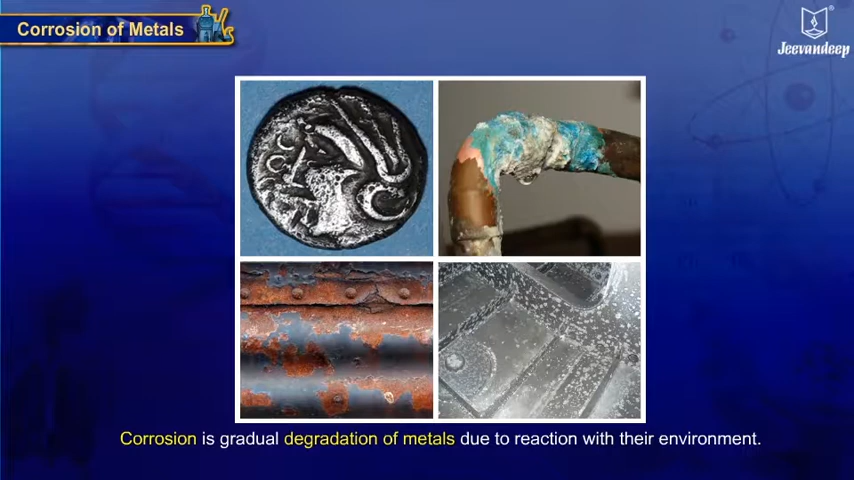 Corrosion of Metals
Jeevandeep
Corrosion is gradual degradation of metals due to reaction with their environment.